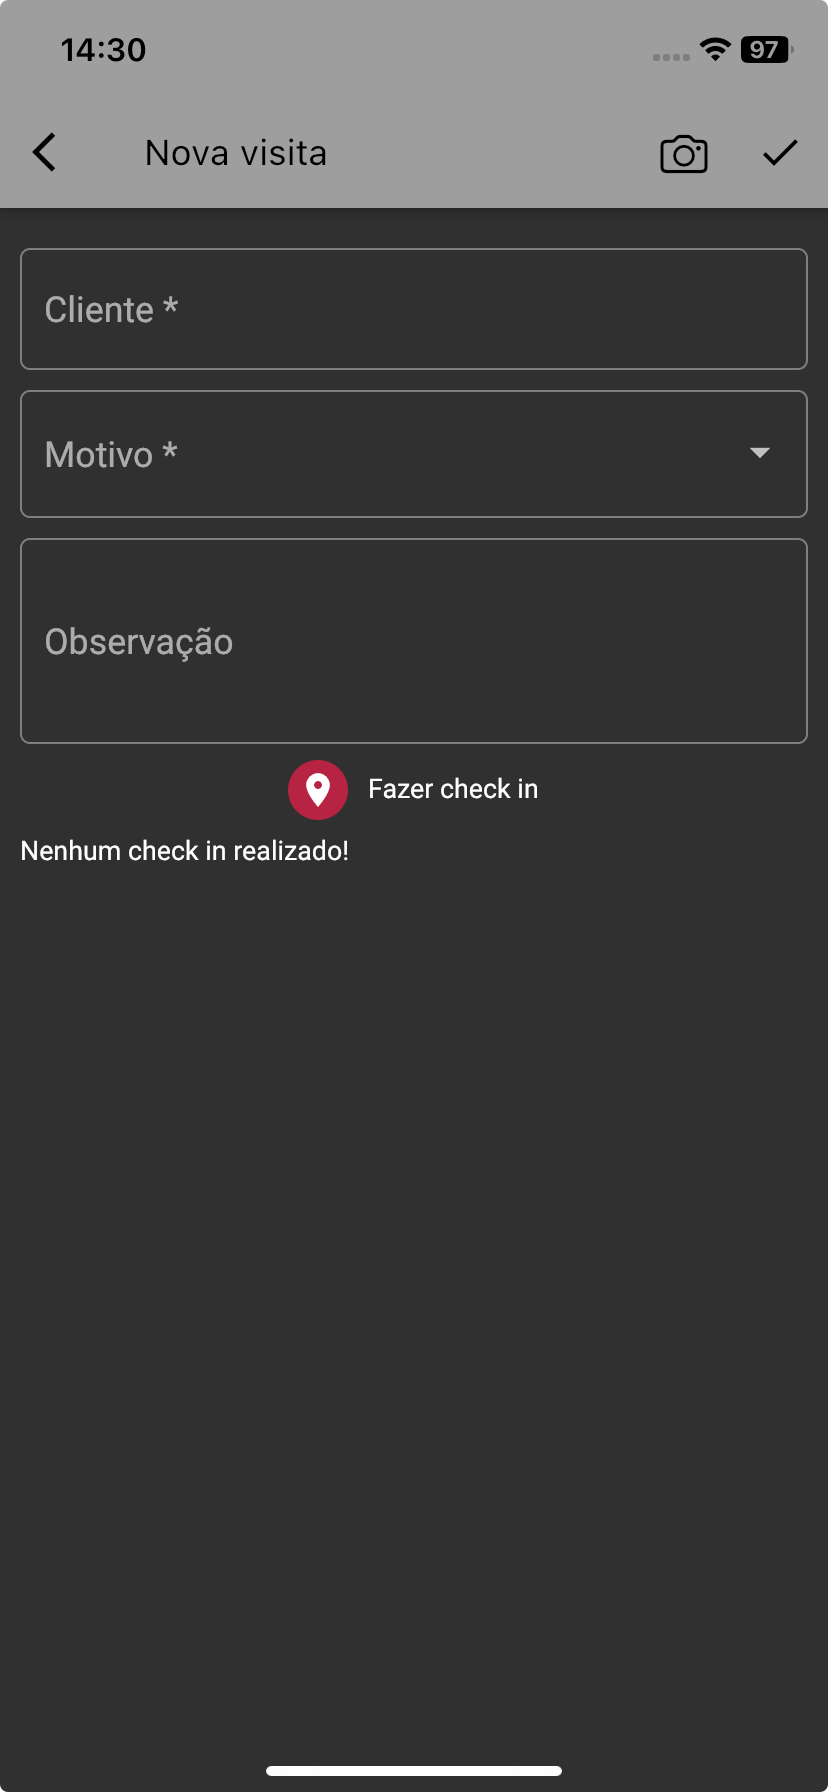 14:30
97
Nova visita
Cliente *
Motivo *
Observação
Fazer check in
Nenhum check in realizado!